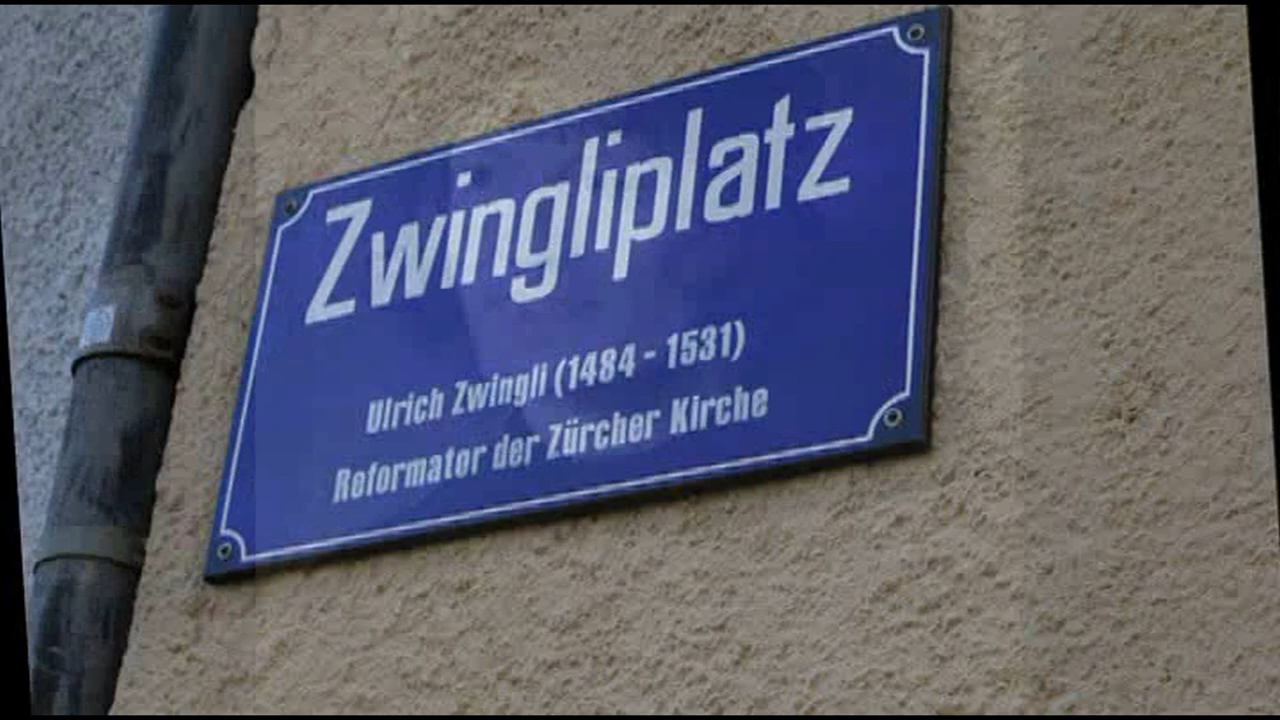 Zwingliplatz
Ulrich Zwingli (1484 - 1531)
Reformator der Zürcher Kirche